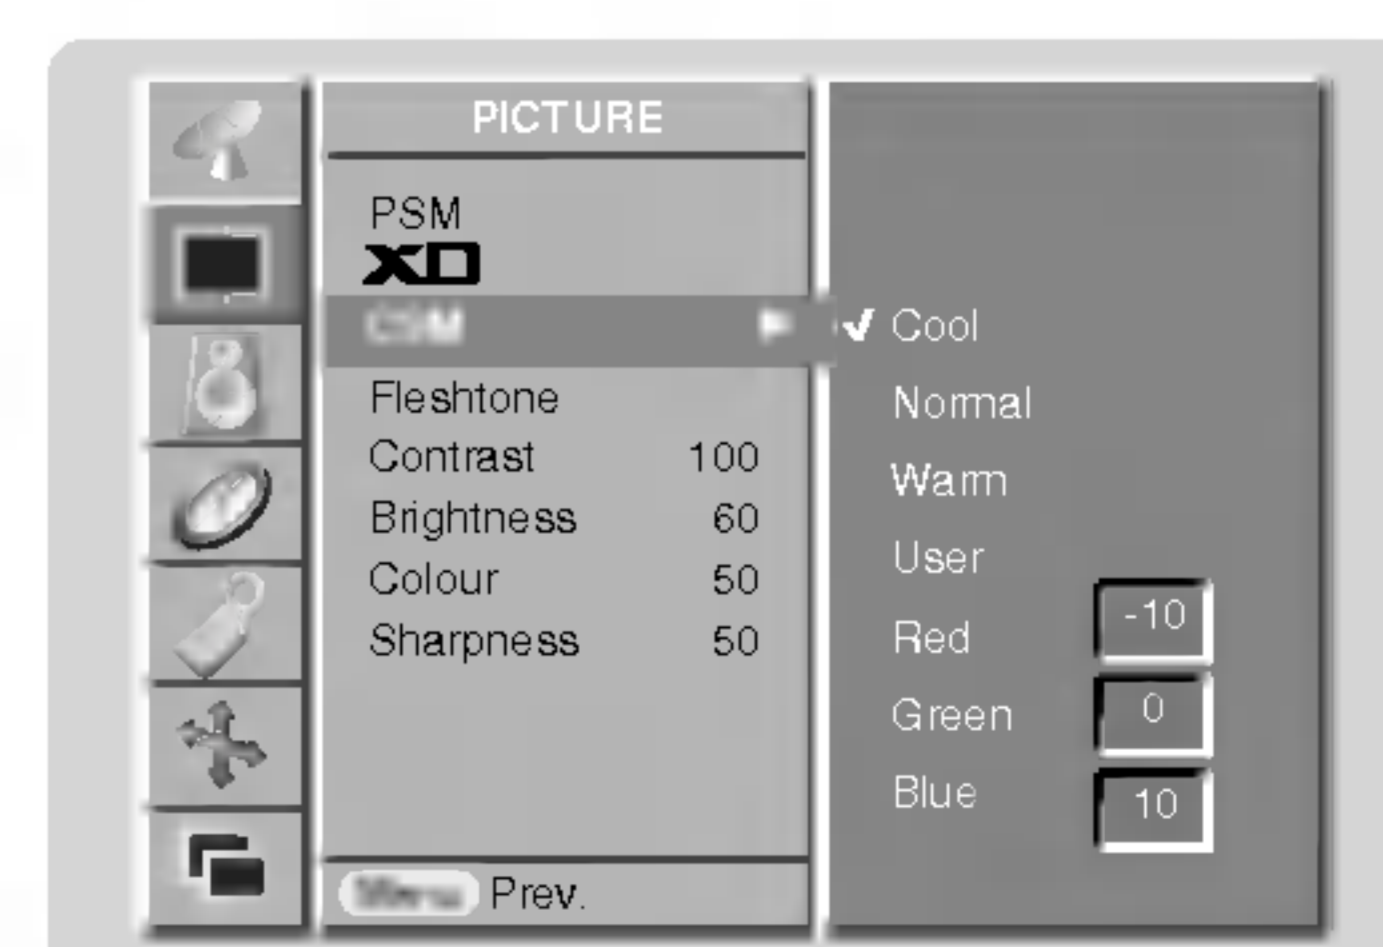 PICTURE
PSM
XD
CSM
Fleshtone
Contrast 100
Brightness 60
Colour 50
Sharpness 50
Prev.
Cool
Normal
Warm
User
Red -10
Green 0
Blue 10